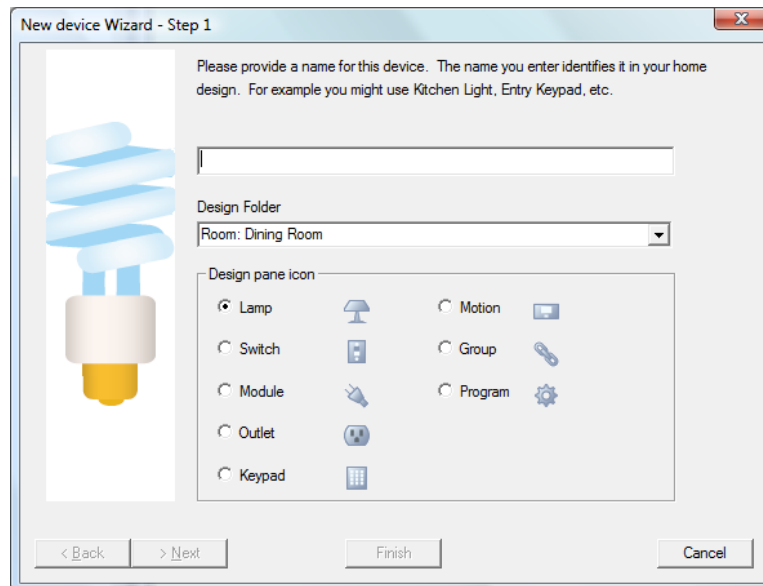 New device Wizard - Step 1
Please provide a name for this device. The name you enter identifies it in your home
design. For example you might use Kitchen Light, Entry Keypad, etc.
Design Folder
Room: Dining Room
Design pane icon
Lamp
Motion
Switch
Group
Module
Program
Outlet
Keypad
< Back
> Next
Finish
Cancel